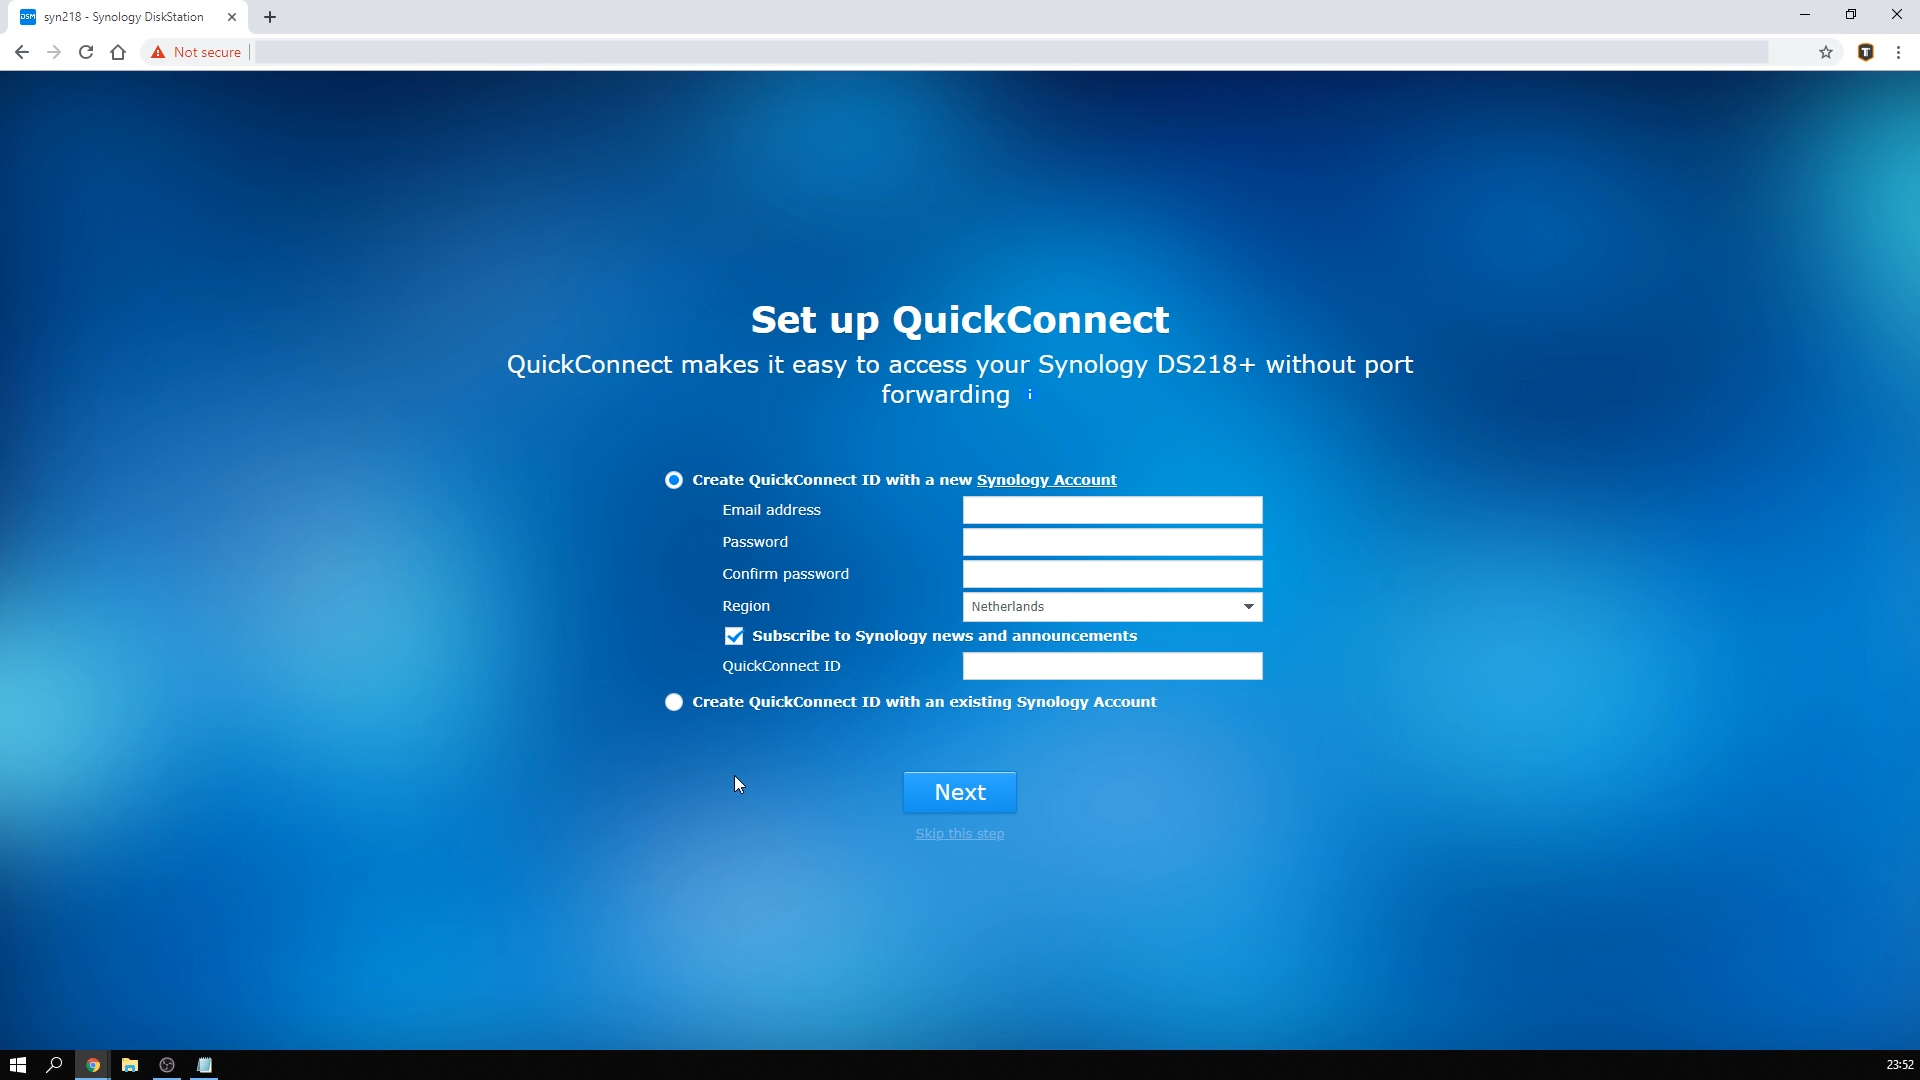 syn218 - Synology DiskStation
Not secure
Set up QuickConnect
QuickConnect makes it easy to access your Synology DS218+ without port
forwarding i
Create QuickConnect ID with a new Synology Account
Email address
Password
Confirm password
Region Netherlands
Subscribe to Synology news and announcements
QuickConnect ID
Create QuickConnect ID with an existing Synology Account
Next
Skip this step
23:52